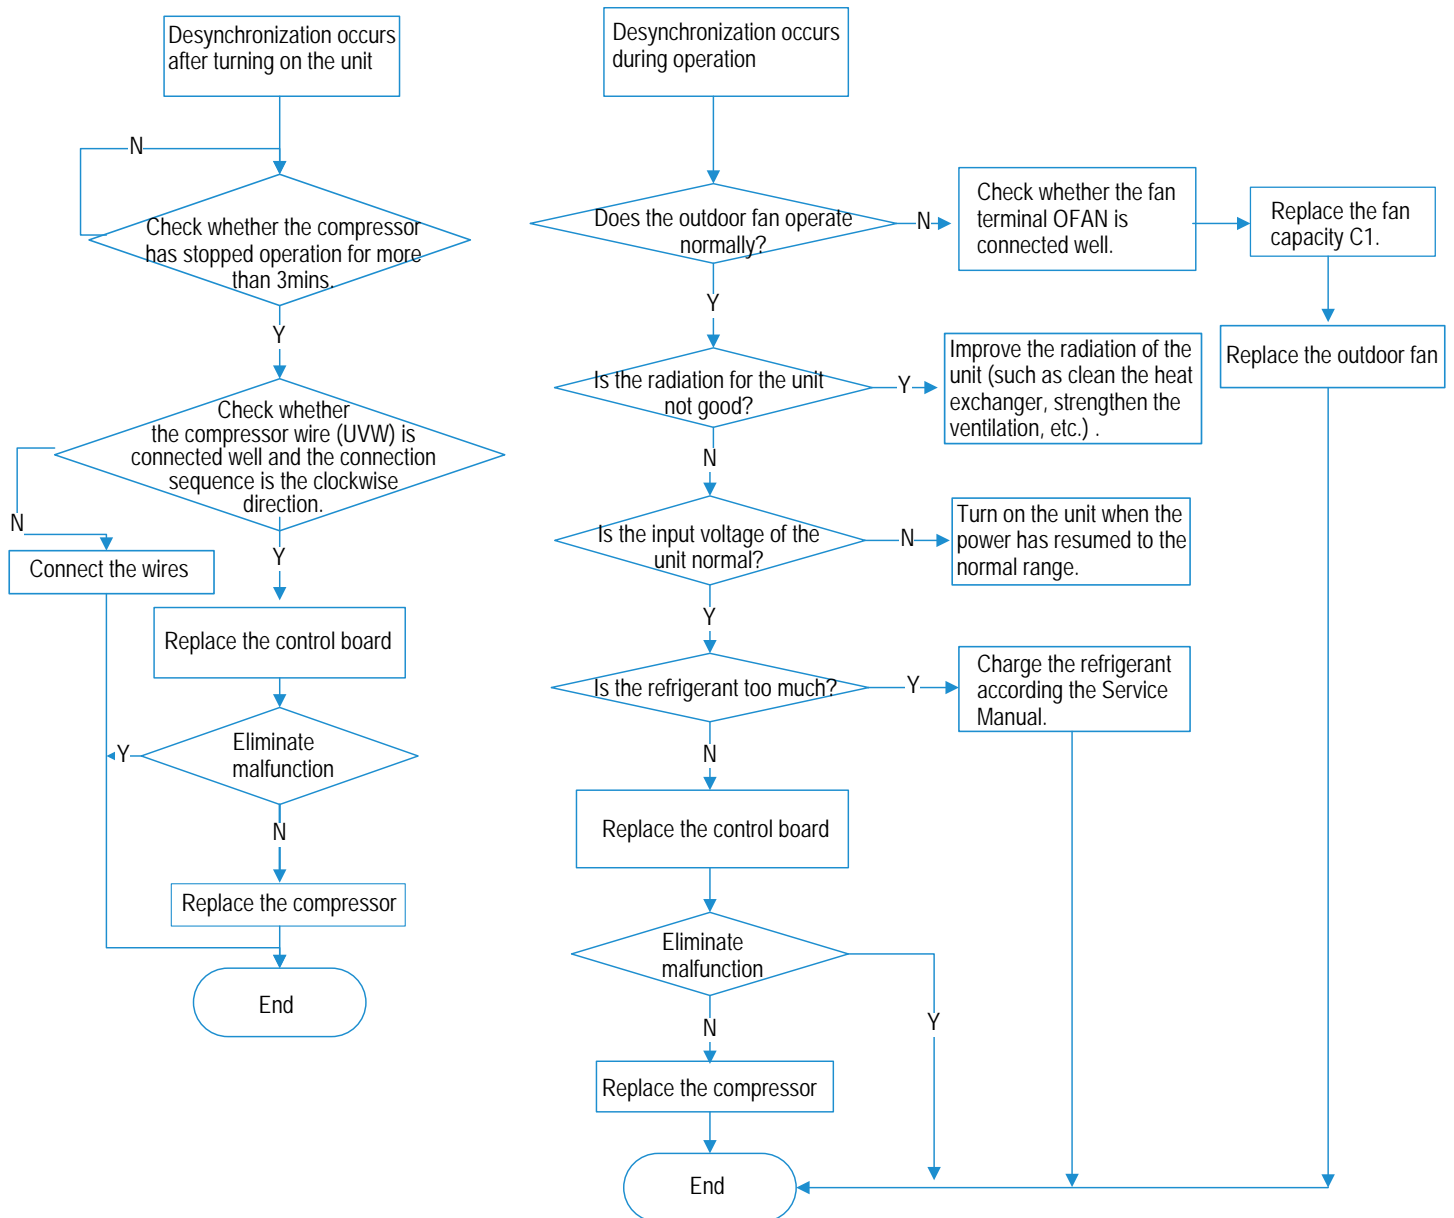 Desynchronization occurs
after turning on the unit
N
Check whether the compressor
has stopped operation for more
than 3mins.
Y
Check whether
the compressor wire (UVW) is
connected well and the connection
sequence is the clockwise
direction.
N
Connect the wires
Y
Replace the control board
Eliminate
malfunction
Y
N
Replace the compressor
End
Desynchronization occurs
during operation
Does the outdoor fan operate
normally?
N
Check whether the fan
terminal OFAN is
connected well.
Replace the fan
capacity C1.
Replace the outdoor fan
Y
Is the radiation for the unit
not good?
Y
Improve the radiation of the
unit (such as clean the heat
exchanger, strengthen the
ventilation, etc.) .
N
Is the input voltage of the
unit normal?
N
Turn on the unit when the
power has resumed to the
normal range.
Y
Is the refrigerant too much?
Y
Charge the refrigerant
according the Service
Manual.
N
Replace the control board
Eliminate
malfunction
Y
N
Replace the compressor
End